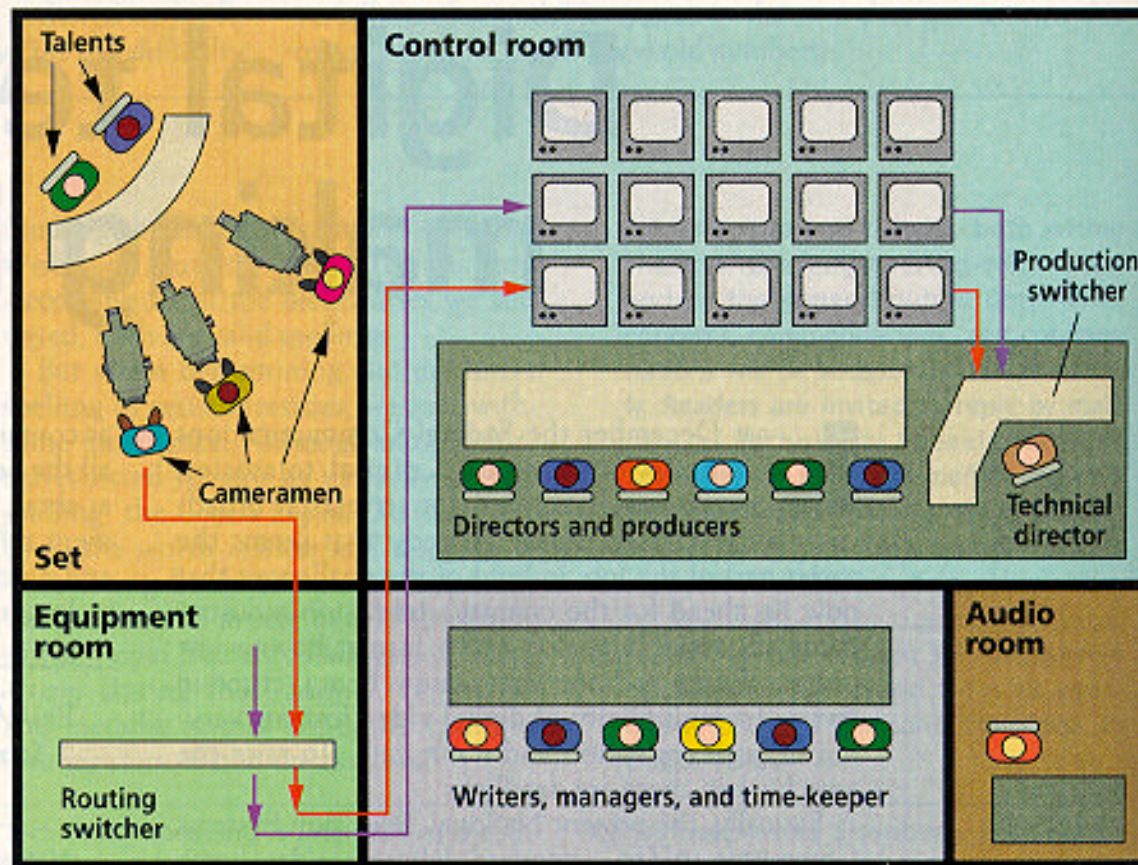 Talents
Control room
Production
switcher
Cameramen
Directors and producers
Technical
director
Set
Equipment
room
Audio
room
Routing
switcher
Writers, managers, and time-keeper